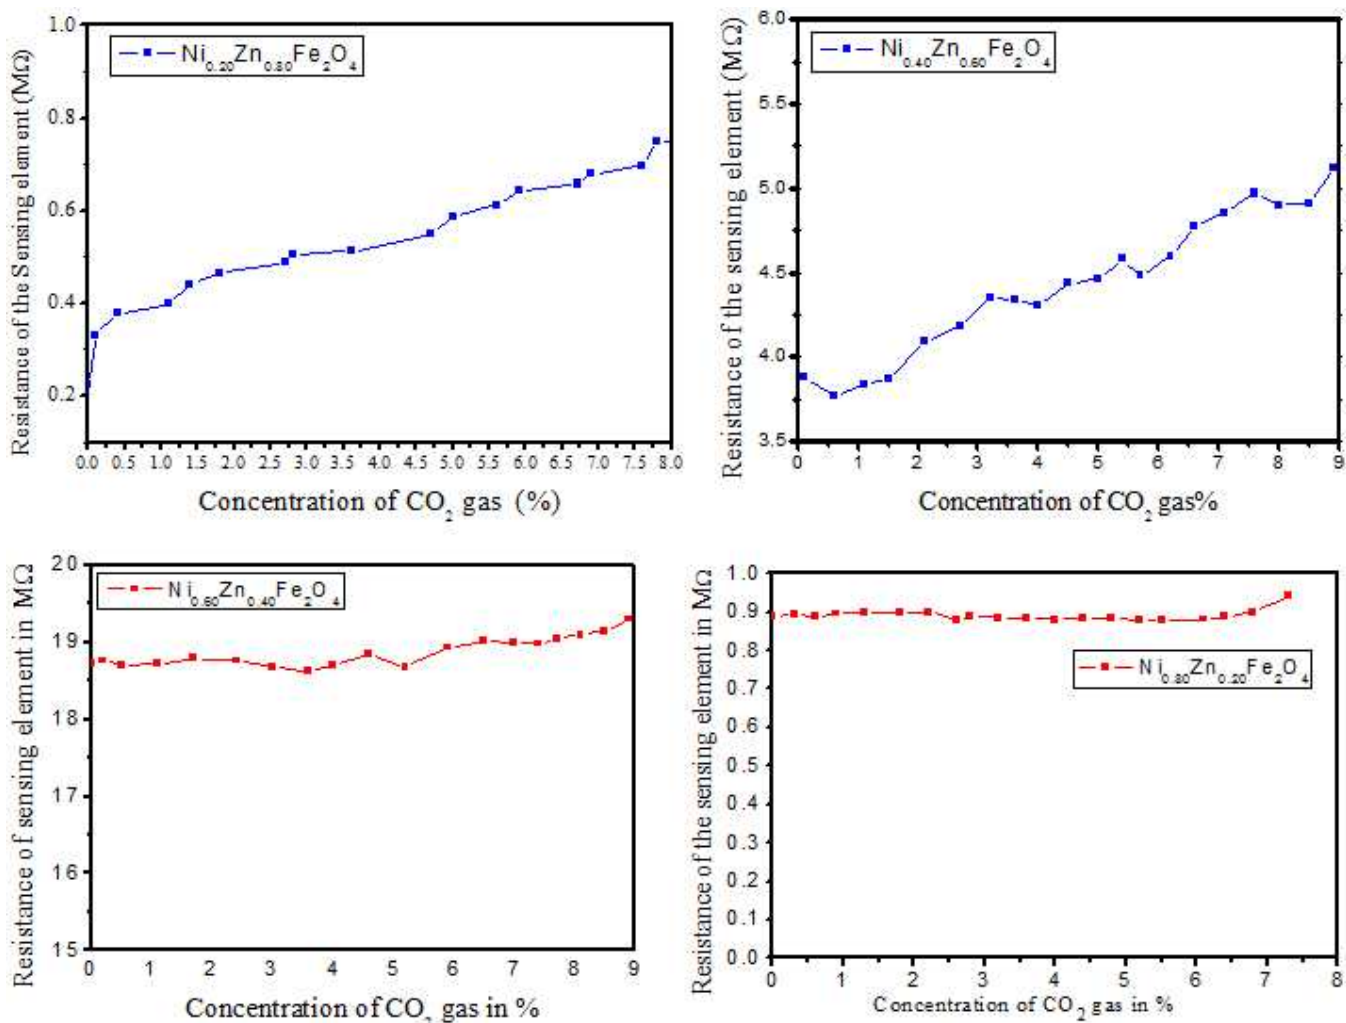 Resistance of the Sensing element (MΩ)
1.0
0.8
0.6
0.4
0.2
Ni0.20Zn0.80Fe2O4
0.0 0.5 1.0 1.5 2.0 2.5 3.0 3.5 4.0 4.5 5.0 5.5 6.0 6.5 7.0 7.5 8.0
Concentration of CO2 gas (%)
Resistance of the sensing element (MΩ)
6.0
5.5
5.0
4.5
4.0
3.5
Ni0.40Zn0.60Fe2O4
0 1 2 3 4 5 6 7 8 9
Concentration of CO2 gas%
Resistance of sensing element in MΩ
20
19
18
17
16
15
Ni0.60Zn0.40Fe2O4
0 1 2 3 4 5 6 7 8 9
Concentration of CO2 gas in %
Resistance of the sensing element in MΩ
1.0
0.9
0.8
0.7
0.6
0.5
0.4
0.3
0.2
0.1
0.0
Ni0.80Zn0.20Fe2O4
0 1 2 3 4 5 6 7 8
Concentration of CO2 gas in %